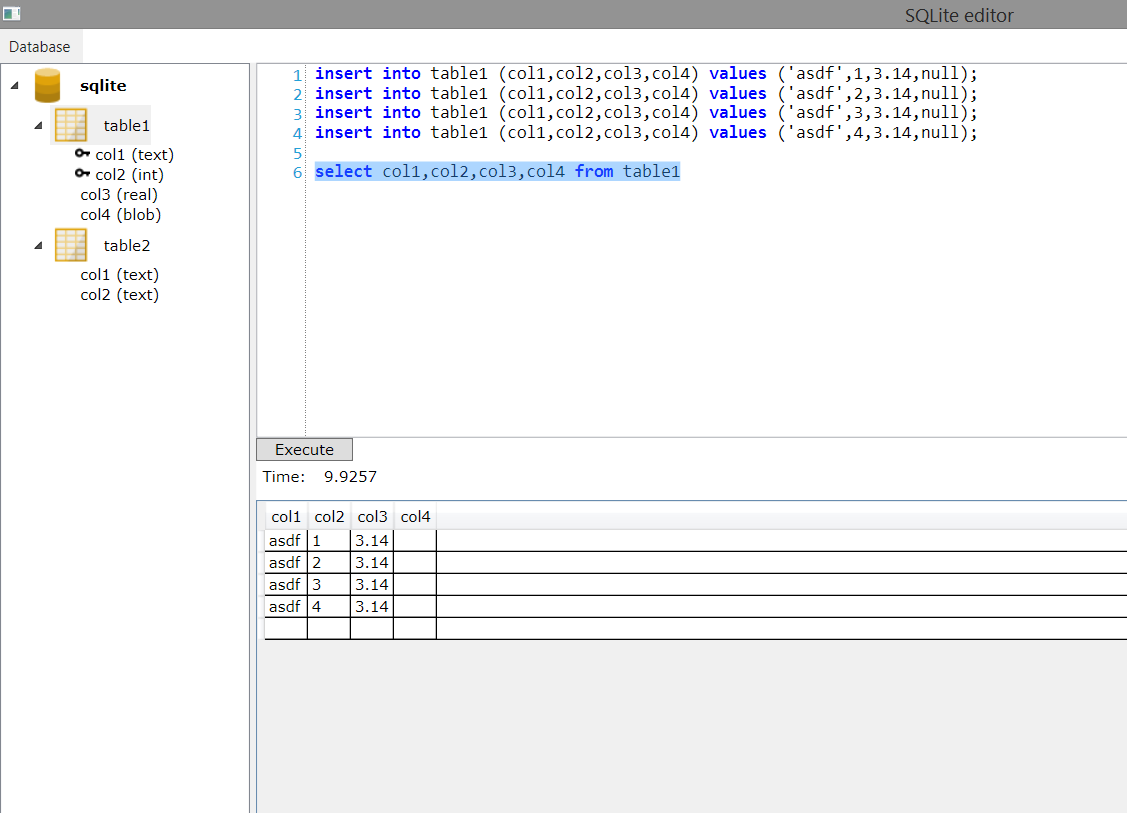 SQLite editor
Database
sqlite
table1
col1 (text)
col2 (int)
col3 (real)
col4 (blob)
table2
col1 (text)
col2 (text)
1 insert into table1 (col1,col2,col3,col4) values ('asdf',1,3.14,null);
2 insert into table1 (col1,col2,col3,col4) values ('asdf',2,3.14,null);
3 insert into table1 (col1,col2,col3,col4) values ('asdf',3,3.14,null);
4 insert into table1 (col1,col2,col3,col4) values ('asdf',4,3.14,null);
5
6 select col1,col2,col3,col4 from table1
Execute
Time: 9.9257
col1 col2 col3 col4
asdf 1 3.14
asdf 2 3.14
asdf 3 3.14
asdf 4 3.14